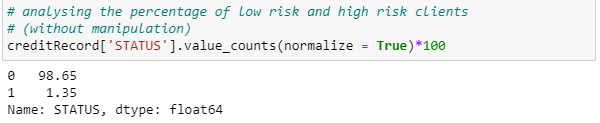 # analysing the percentage of low risk and high risk clients
# (without manipulation)
creditRecord['STATUS'].value_counts(normalize = True)*100
0   98.65
1    1.35
Name: STATUS, dtype: float64